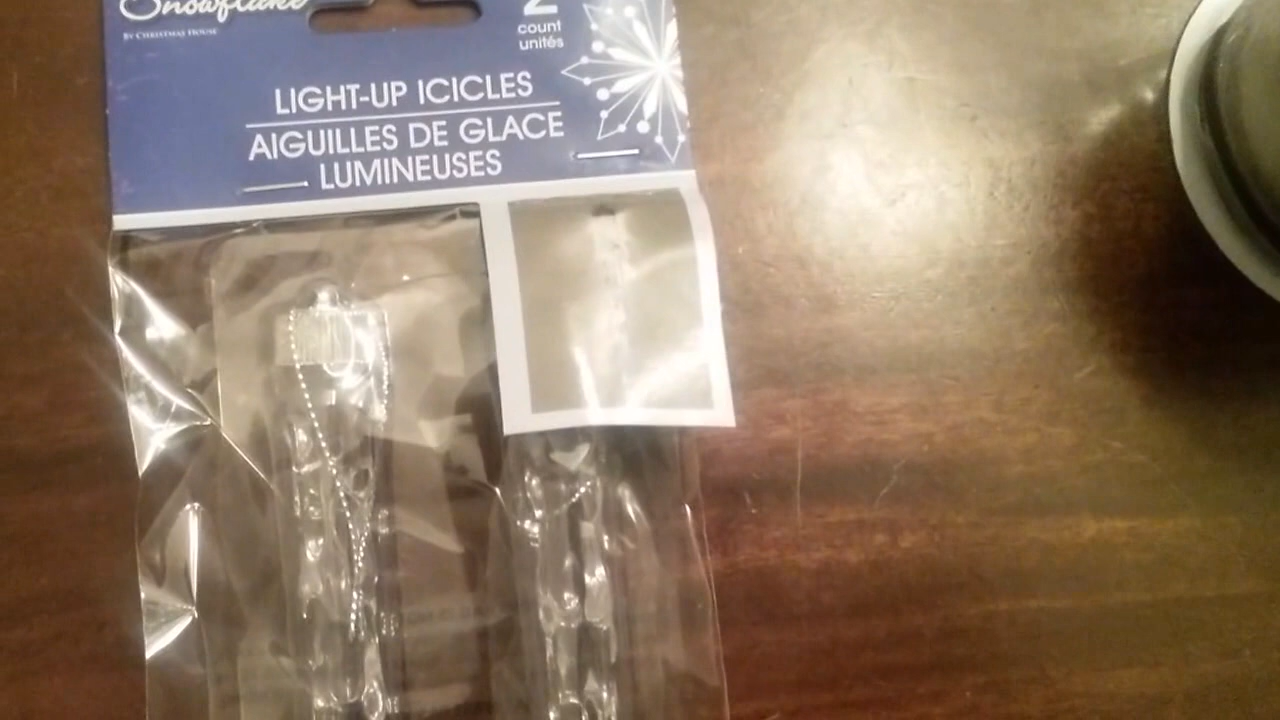 Snowflake
BY CHRISTMAS HOUSE
2
count
unités
LIGHT-UP ICICLES
AIGUILLES DE GLACE
LUMINEUSES